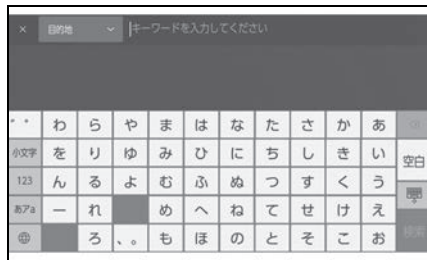 × 目的地 キーワードを入力してください
゛゜ わ ら や ま は な た さ か あ
小文字 を り ゆ み ひ に ち し き い 空白
123 ん る よ む ふ ぬ つ す く う
あアa ー れ め へ ね て せ け え
ろ 、。 も ほ の と そ こ お 検索